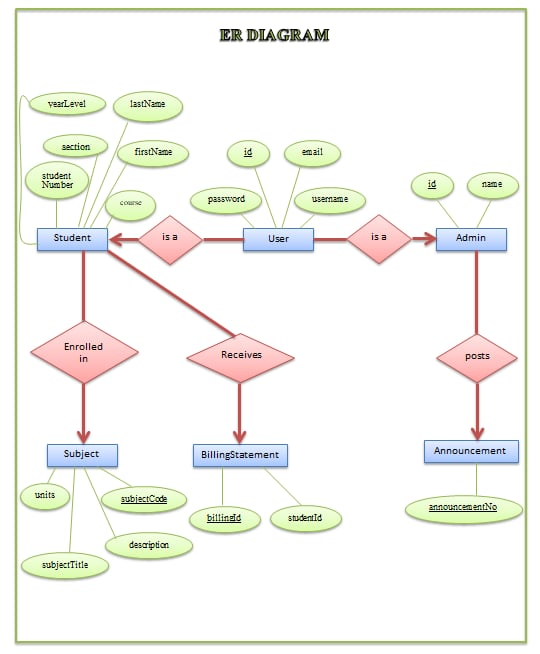 ER DIAGRAM
yearLevel
lastName
section
firstName
id
email
student
Number
course
password
username
id
name
Student
is a
User
is a
Admin
Enrolled
in
Receives
posts
Subject
BillingStatement
Announcement
units
subjectCode
billingId
studentId
announcementNo
description
subjectTitle